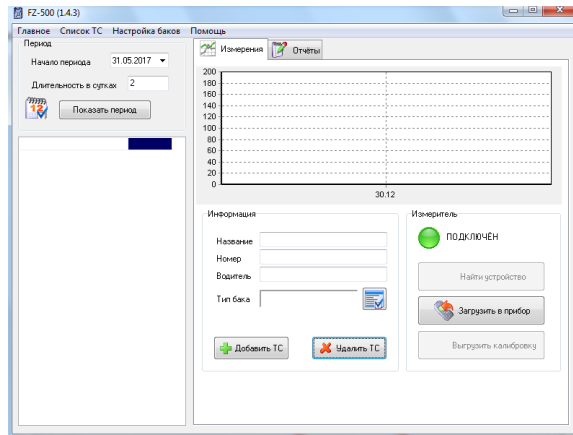 FZ-500 (1.4.3)
Главное Список ТС Настройка баков Помощь
Период
Начало периода 31.05.2017
Длительность в сутках 2
12
Показать период
Измерения Отчёты
200
180
160
140
120
100
80
60
40
20
0
30.12
Информация
Название
Номер
Водитель
Тип бака
Добавить ТС
Удалить ТС
Измеритель
ПОДКЛЮЧЁН
Найти устройство
Загрузить в прибор
Выгрузить калибровку